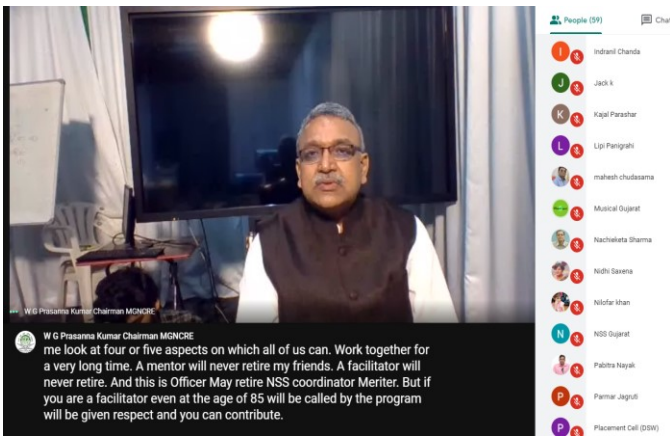 W G Prasanna Kumar Chairman MGNCRE
W G Prasanna Kumar Chairman MGNCRE
me look at four or five aspects on which all of us can. Work together for
a very long time. A mentor will never retire my friends. A facilitator will
never retire. And this is Officer May retire NSS coordinator Meriter. But if
you are a facilitator even at the age of 85 will be called by the program
will be given respect and you can contribute.
People (59)
Chat
I
Indranil Chanda
J
Jack k
K
Kajal Parashar
L
Lipi Panigrahi
mahesh chudasama
Musical Gujarat
Nachieketa Sharma
Nidhi Saxena
Nilofar khan
N
NSS Gujarat
Pabitra Nayak
P
Parmar Jagruti
P
Placement Cell (DSW)